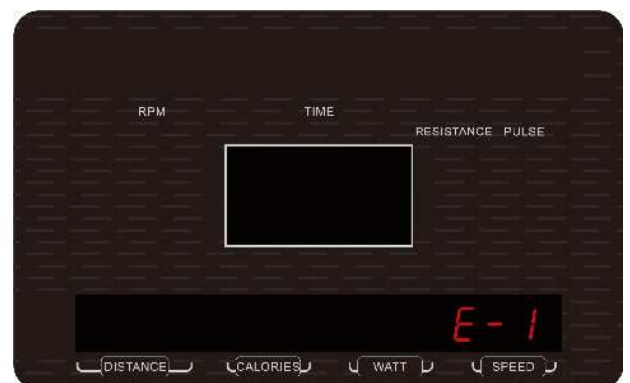 RPM TIME
RESISTANCE PULSE
E-1
DISTANCE CALORIES WATT SPEED